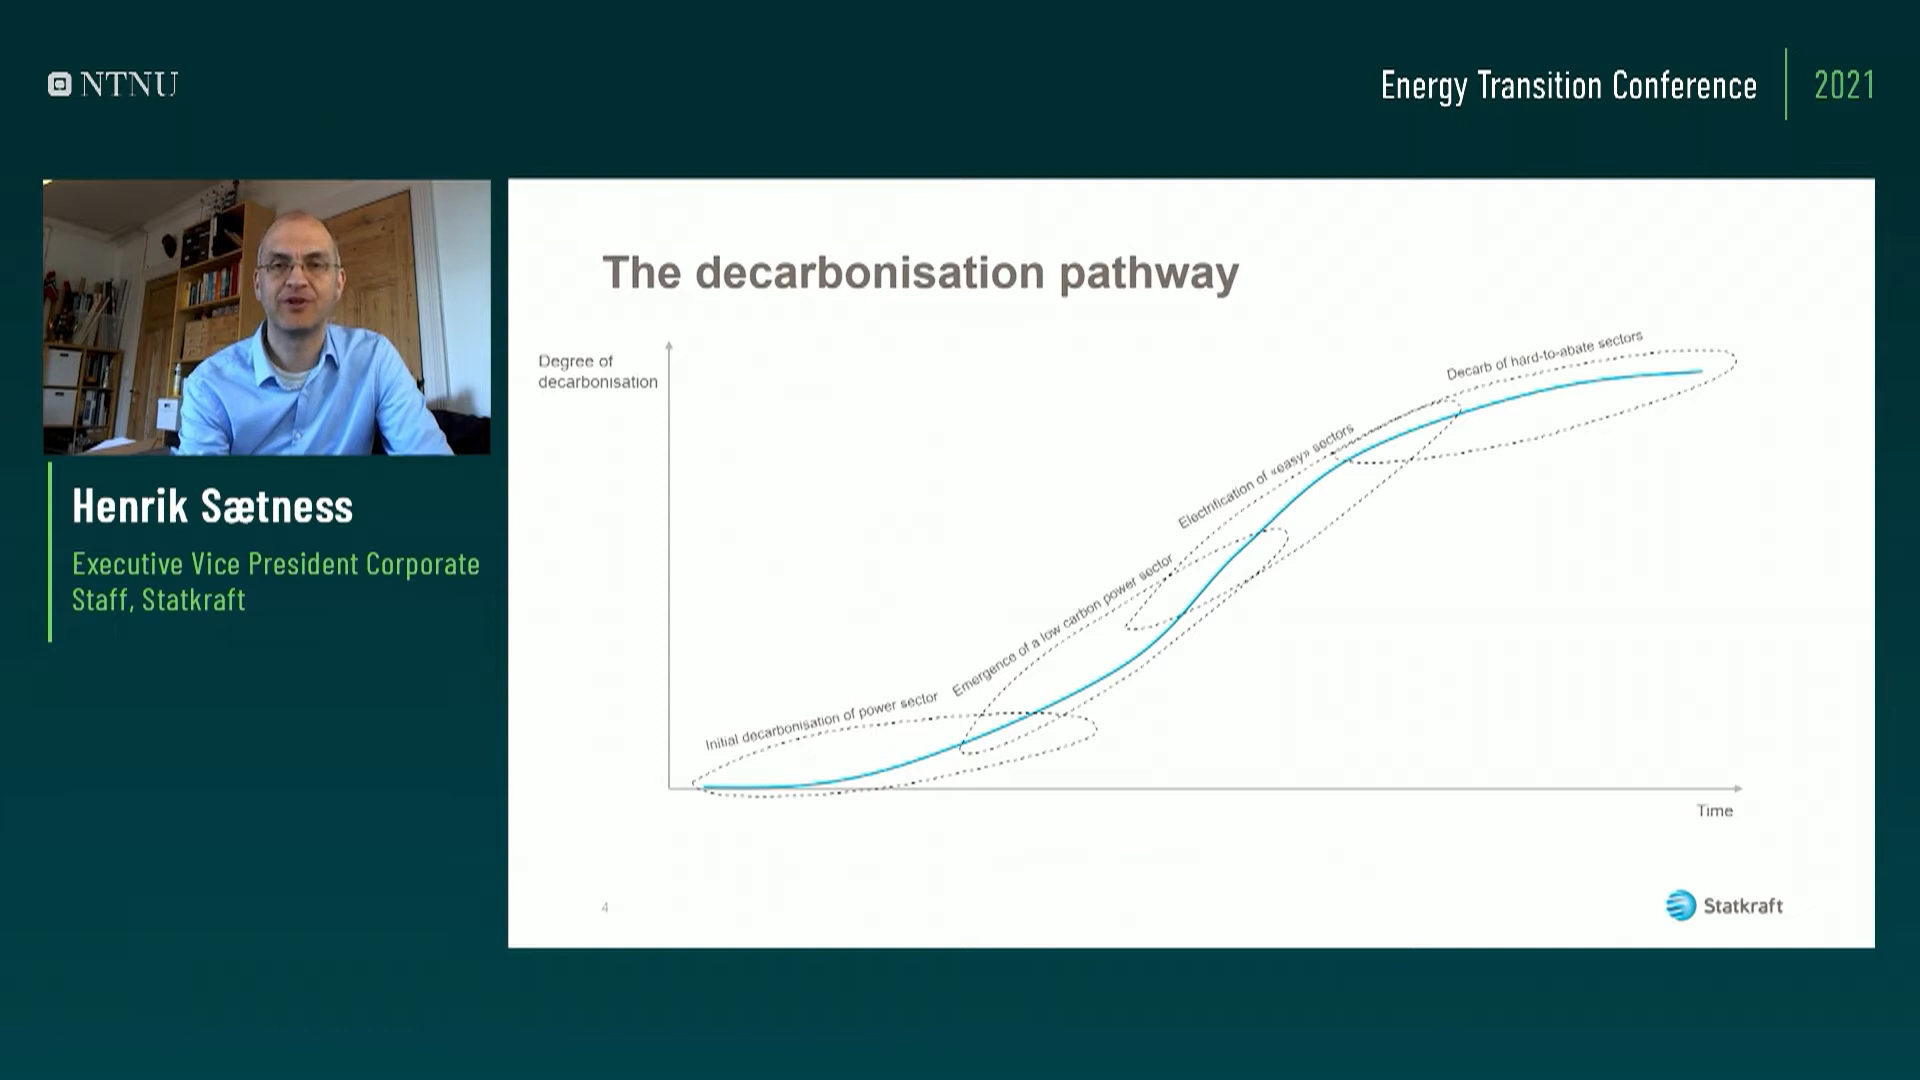 NTNU
Energy Transition Conference
2021
Henrik Sætness
Executive Vice President Corporate
Staff, Statkraft
The decarbonisation pathway
Degree of
decarbonisation
Initial decarbonisation of power sector
Emergence of a low carbon power sector
Electrification of «easy» sectors
Decarb of hard-to-abate sectors
Time
4
Statkraft